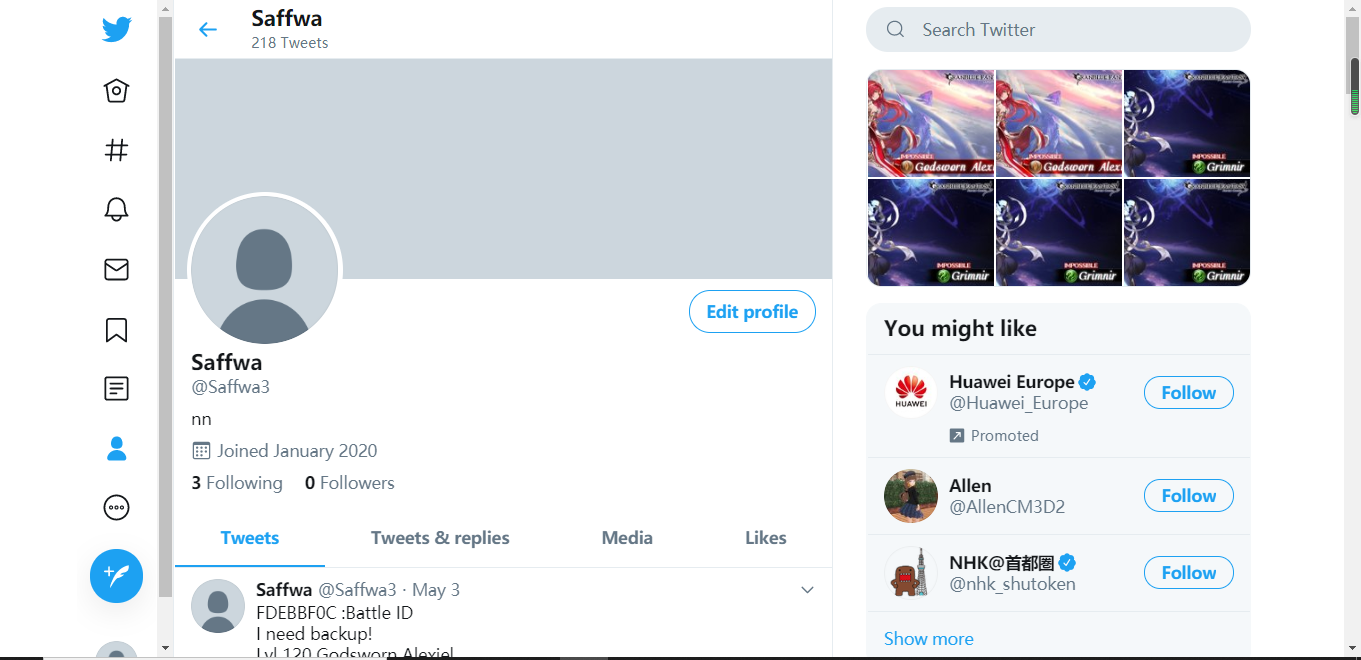 Saffwa
218 Tweets
Edit profile
Saffwa
@Saffwa3
nn
Joined January 2020
3 Following 0 Followers
Tweets Tweets & replies Media Likes
Saffwa @Saffwa3 · May 3
FDEBBF0C :Battle ID
I need backup!
Lvl 120 Godsworn Alexiel
Search Twitter
IMPOSSIBLE
Godsworn Alexi
IMPOSSIBLE
Godsworn Alexi
IMPOSSIBLE
Grimnir
IMPOSSIBLE
Grimnir
IMPOSSIBLE
Grimnir
IMPOSSIBLE
Grimnir
You might like
HUAWEI
Huawei Europe
@Huawei_Europe
Follow
Promoted
Allen
@AllenCM3D2
Follow
NHK@首都圏
@nhk_shutoken
Follow
Show more